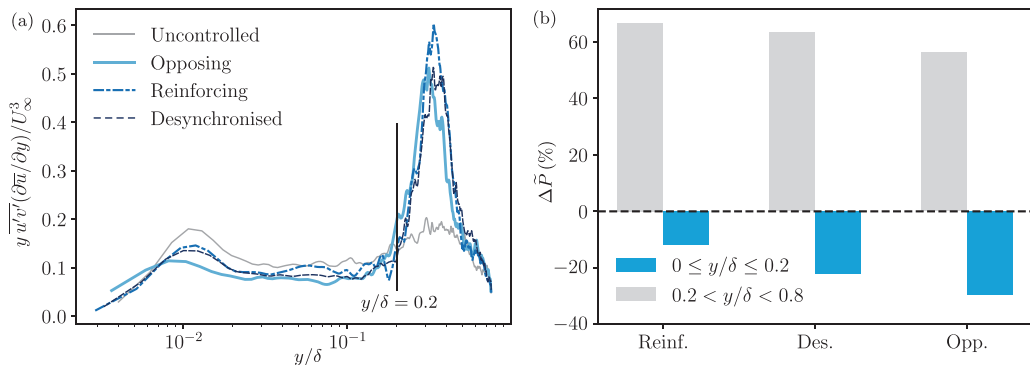 (a)
0.6
0.5
0.4
0.3
0.2
0.1
0.0
y u′v′(∂u/∂y)/U∞³
Uncontrolled
Opposing
Reinforcing
Desynchronised
y/δ = 0.2
10⁻²
10⁻¹
y/δ
(b)
60
40
20
0
−20
−40
ΔP̃ (%)
0 ≤ y/δ ≤ 0.2
0.2 < y/δ < 0.8
Reinf.
Des.
Opp.